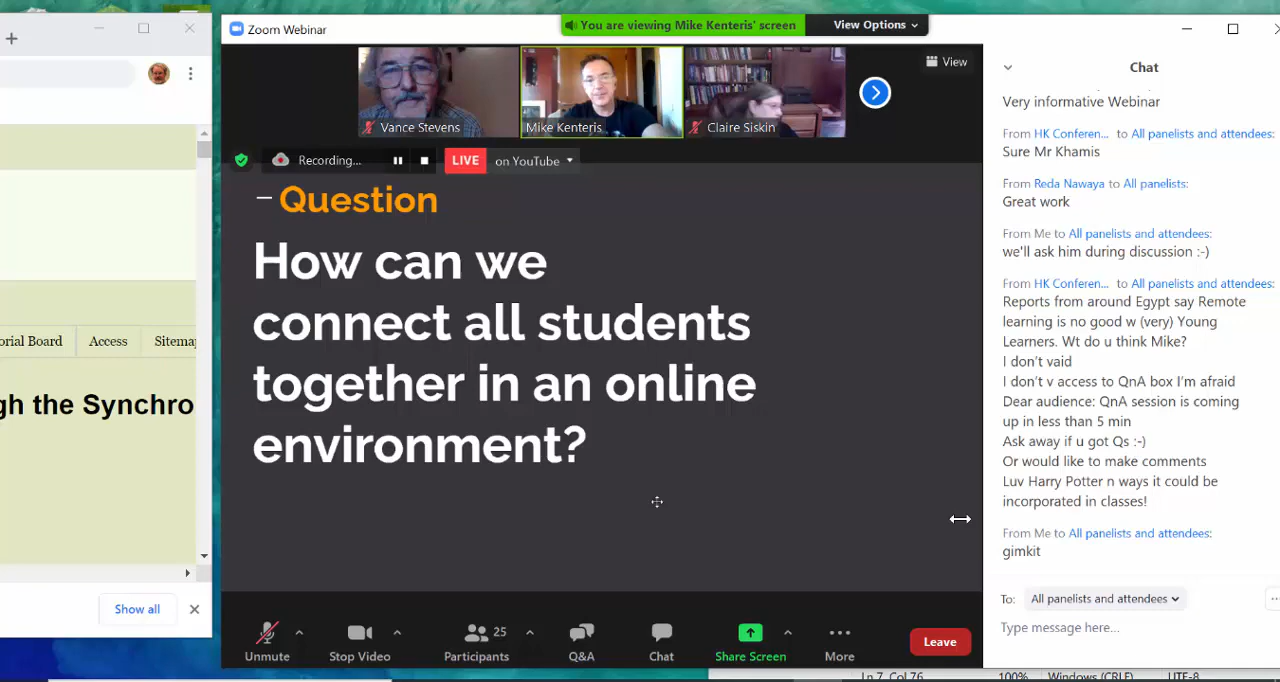 Zoom Webinar
You are viewing Mike Kenteris' screen
View Options
Vance Stevens
Mike Kenteris
Claire Siskin
View
Recording...
LIVE
on YouTube
– Question
How can we
connect all students
together in an online
environment?
Unmute
Stop Video
25
Participants
Q&A
Chat
Share Screen
More
Leave
orial Board
Access
Sitema
gh the Synchro
Show all
Chat
Very informative Webinar
From HK Conferen... to All panelists and attendees:
Sure Mr Khamis
From Reda Nawaya to All panelists:
Great work
From Me to All panelists and attendees:
we'll ask him during discussion :-)
From HK Conferen... to All panelists and attendees:
Reports from around Egypt say Remote
learning is no good w (very) Young
Learners. Wt do u think Mike?
I don't vaid
I don't v access to QnA box I'm afraid
Dear audience: QnA session is coming
up in less than 5 min
Ask away if u got Qs :-)
Or would like to make comments
Luv Harry Potter n ways it could be
incorporated in classes!
From Me to All panelists and attendees:
gimkit
To: All panelists and attendees
Type message here...
Ln 7, Col 76
100%
Windows (CRLF)
UTF-8